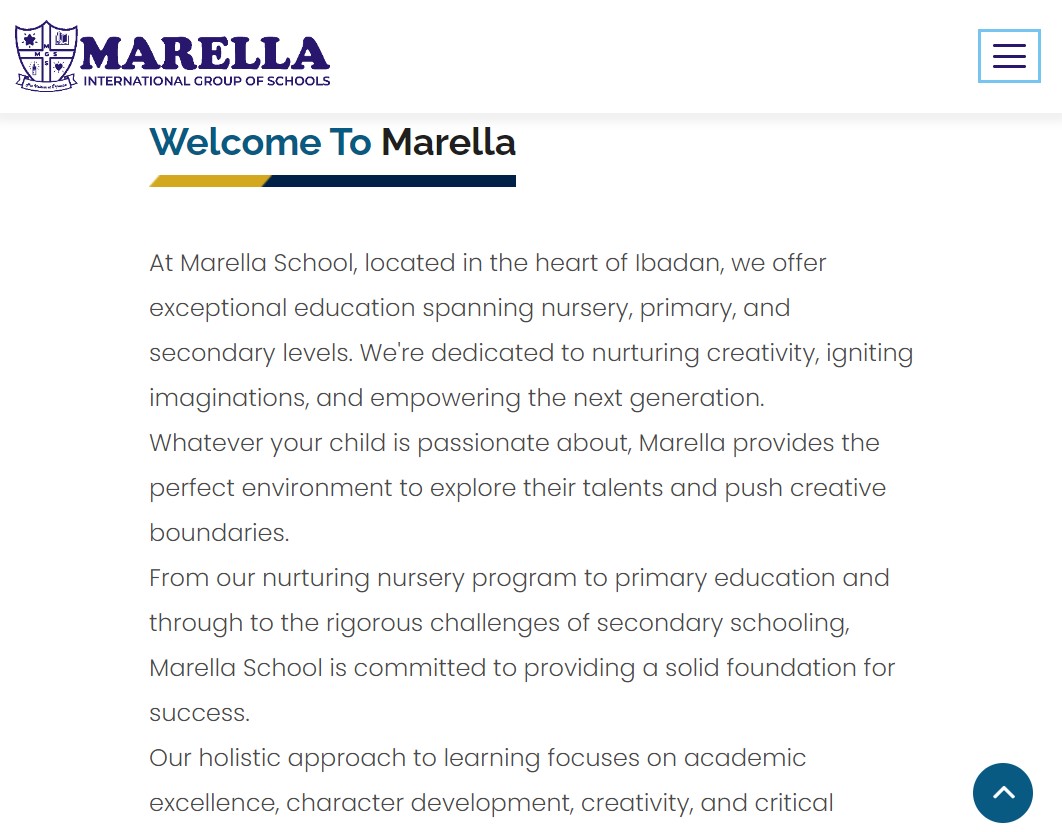 MARELLA
INTERNATIONAL GROUP OF SCHOOLS
Welcome To Marella
At Marella School, located in the heart of Ibadan, we offer
exceptional education spanning nursery, primary, and
secondary levels. We're dedicated to nurturing creativity, igniting
imaginations, and empowering the next generation.
Whatever your child is passionate about, Marella provides the
perfect environment to explore their talents and push creative
boundaries.
From our nurturing nursery program to primary education and
through to the rigorous challenges of secondary schooling,
Marella School is committed to providing a solid foundation for
success.
Our holistic approach to learning focuses on academic
excellence, character development, creativity, and critical